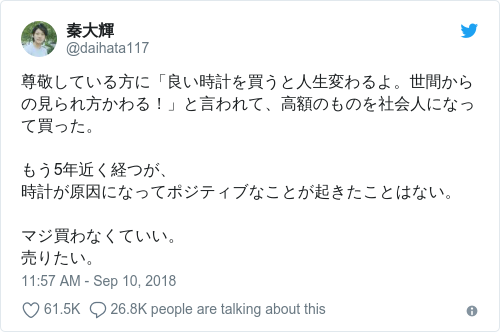 秦大輝
@daihata117
尊敬している方に「良い時計を買うと人生変わるよ。世間から
の見られ方かわる！」と言われて、高額のものを社会人になっ
て買った。
もう5年近く経つが、
時計が原因になってポジティブなことが起きたことはない。
マジ買わなくていい。
売りたい。
11:57 AM - Sep 10, 2018
61.5K 26.8K people are talking about this